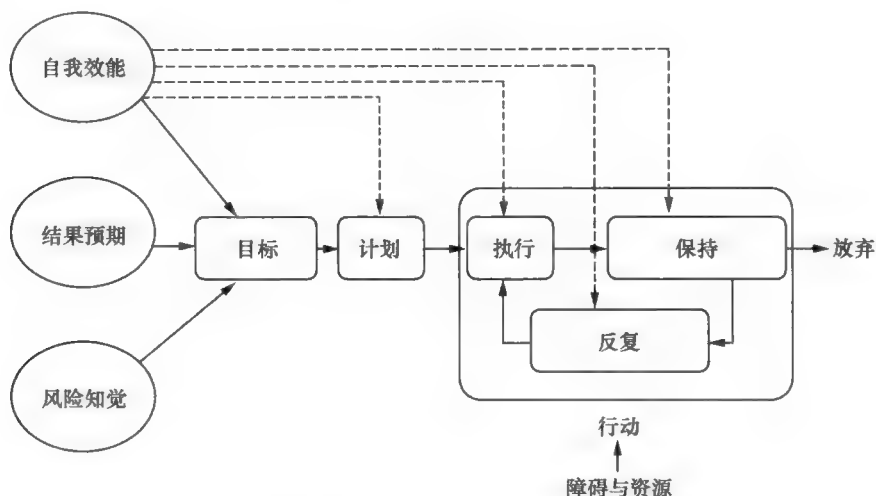 自我效能
结果预期
目标
计划
执行
保持
放弃
反复
风险知觉
行动
障碍与资源